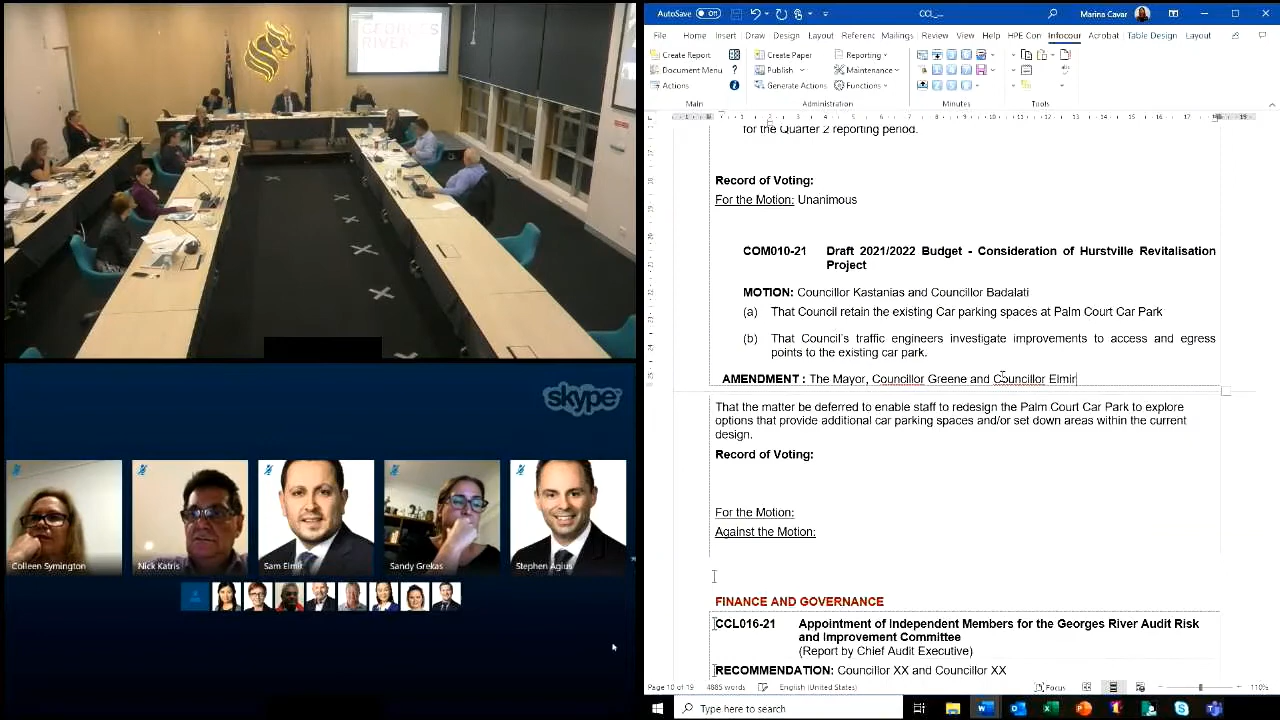 GEORGES
RIVER
skype
Colleen Symington
Nick Katris
Sam Elmir
Sandy Grekas
Stephen Agius
AutoSave Off
CCL_...
Marina Cavar
File Home Insert Draw Design Layout References Mailings Review View Help HPE Con Infocouncil Acrobat Table Design Layout
Create Report
Document Menu
Actions
Main
Create Paper
Publish
Generate Actions
Reporting
Maintenance
Functions
Administration
Minutes
Tools
for the Quarter 2 reporting period.
Record of Voting:
For the Motion: Unanimous
COM010-21 Draft 2021/2022 Budget - Consideration of Hurstville Revitalisation
Project
MOTION: Councillor Kastanias and Councillor Badalati
(a) That Council retain the existing Car parking spaces at Palm Court Car Park
(b) That Council's traffic engineers investigate improvements to access and egress
points to the existing car park.
AMENDMENT : The Mayor, Councillor Greene and Councillor Elmir
That the matter be deferred to enable staff to redesign the Palm Court Car Park to explore
options that provide additional car parking spaces and/or set down areas within the current
design.
Record of Voting:
For the Motion:
Against the Motion:
FINANCE AND GOVERNANCE
CCL016-21 Appointment of Independent Members for the Georges River Audit Risk
and Improvement Committee
(Report by Chief Audit Executive)
RECOMMENDATION: Councillor XX and Councillor XX
Page 10 of 19 4885 words English (United States) Focus 110%
Type here to search